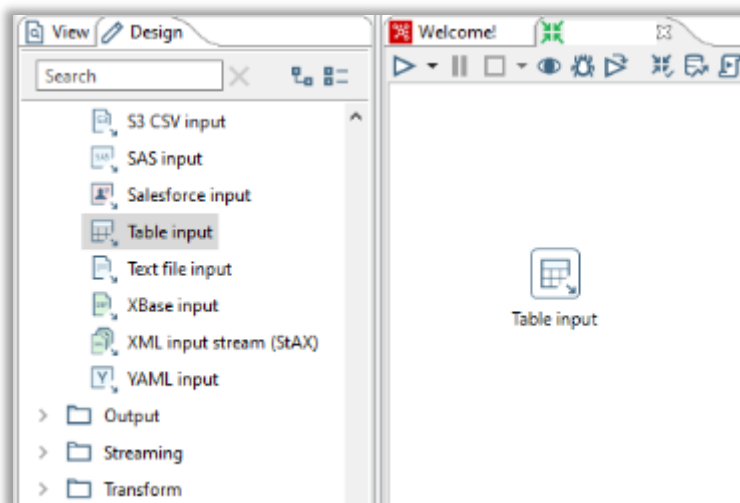 View Design
Welcome!
Search
S3 CSV input
SAS input
Salesforce input
Table input
Text file input
XBase input
XML input stream (StAX)
YAML input
Output
Streaming
Transform
Table input